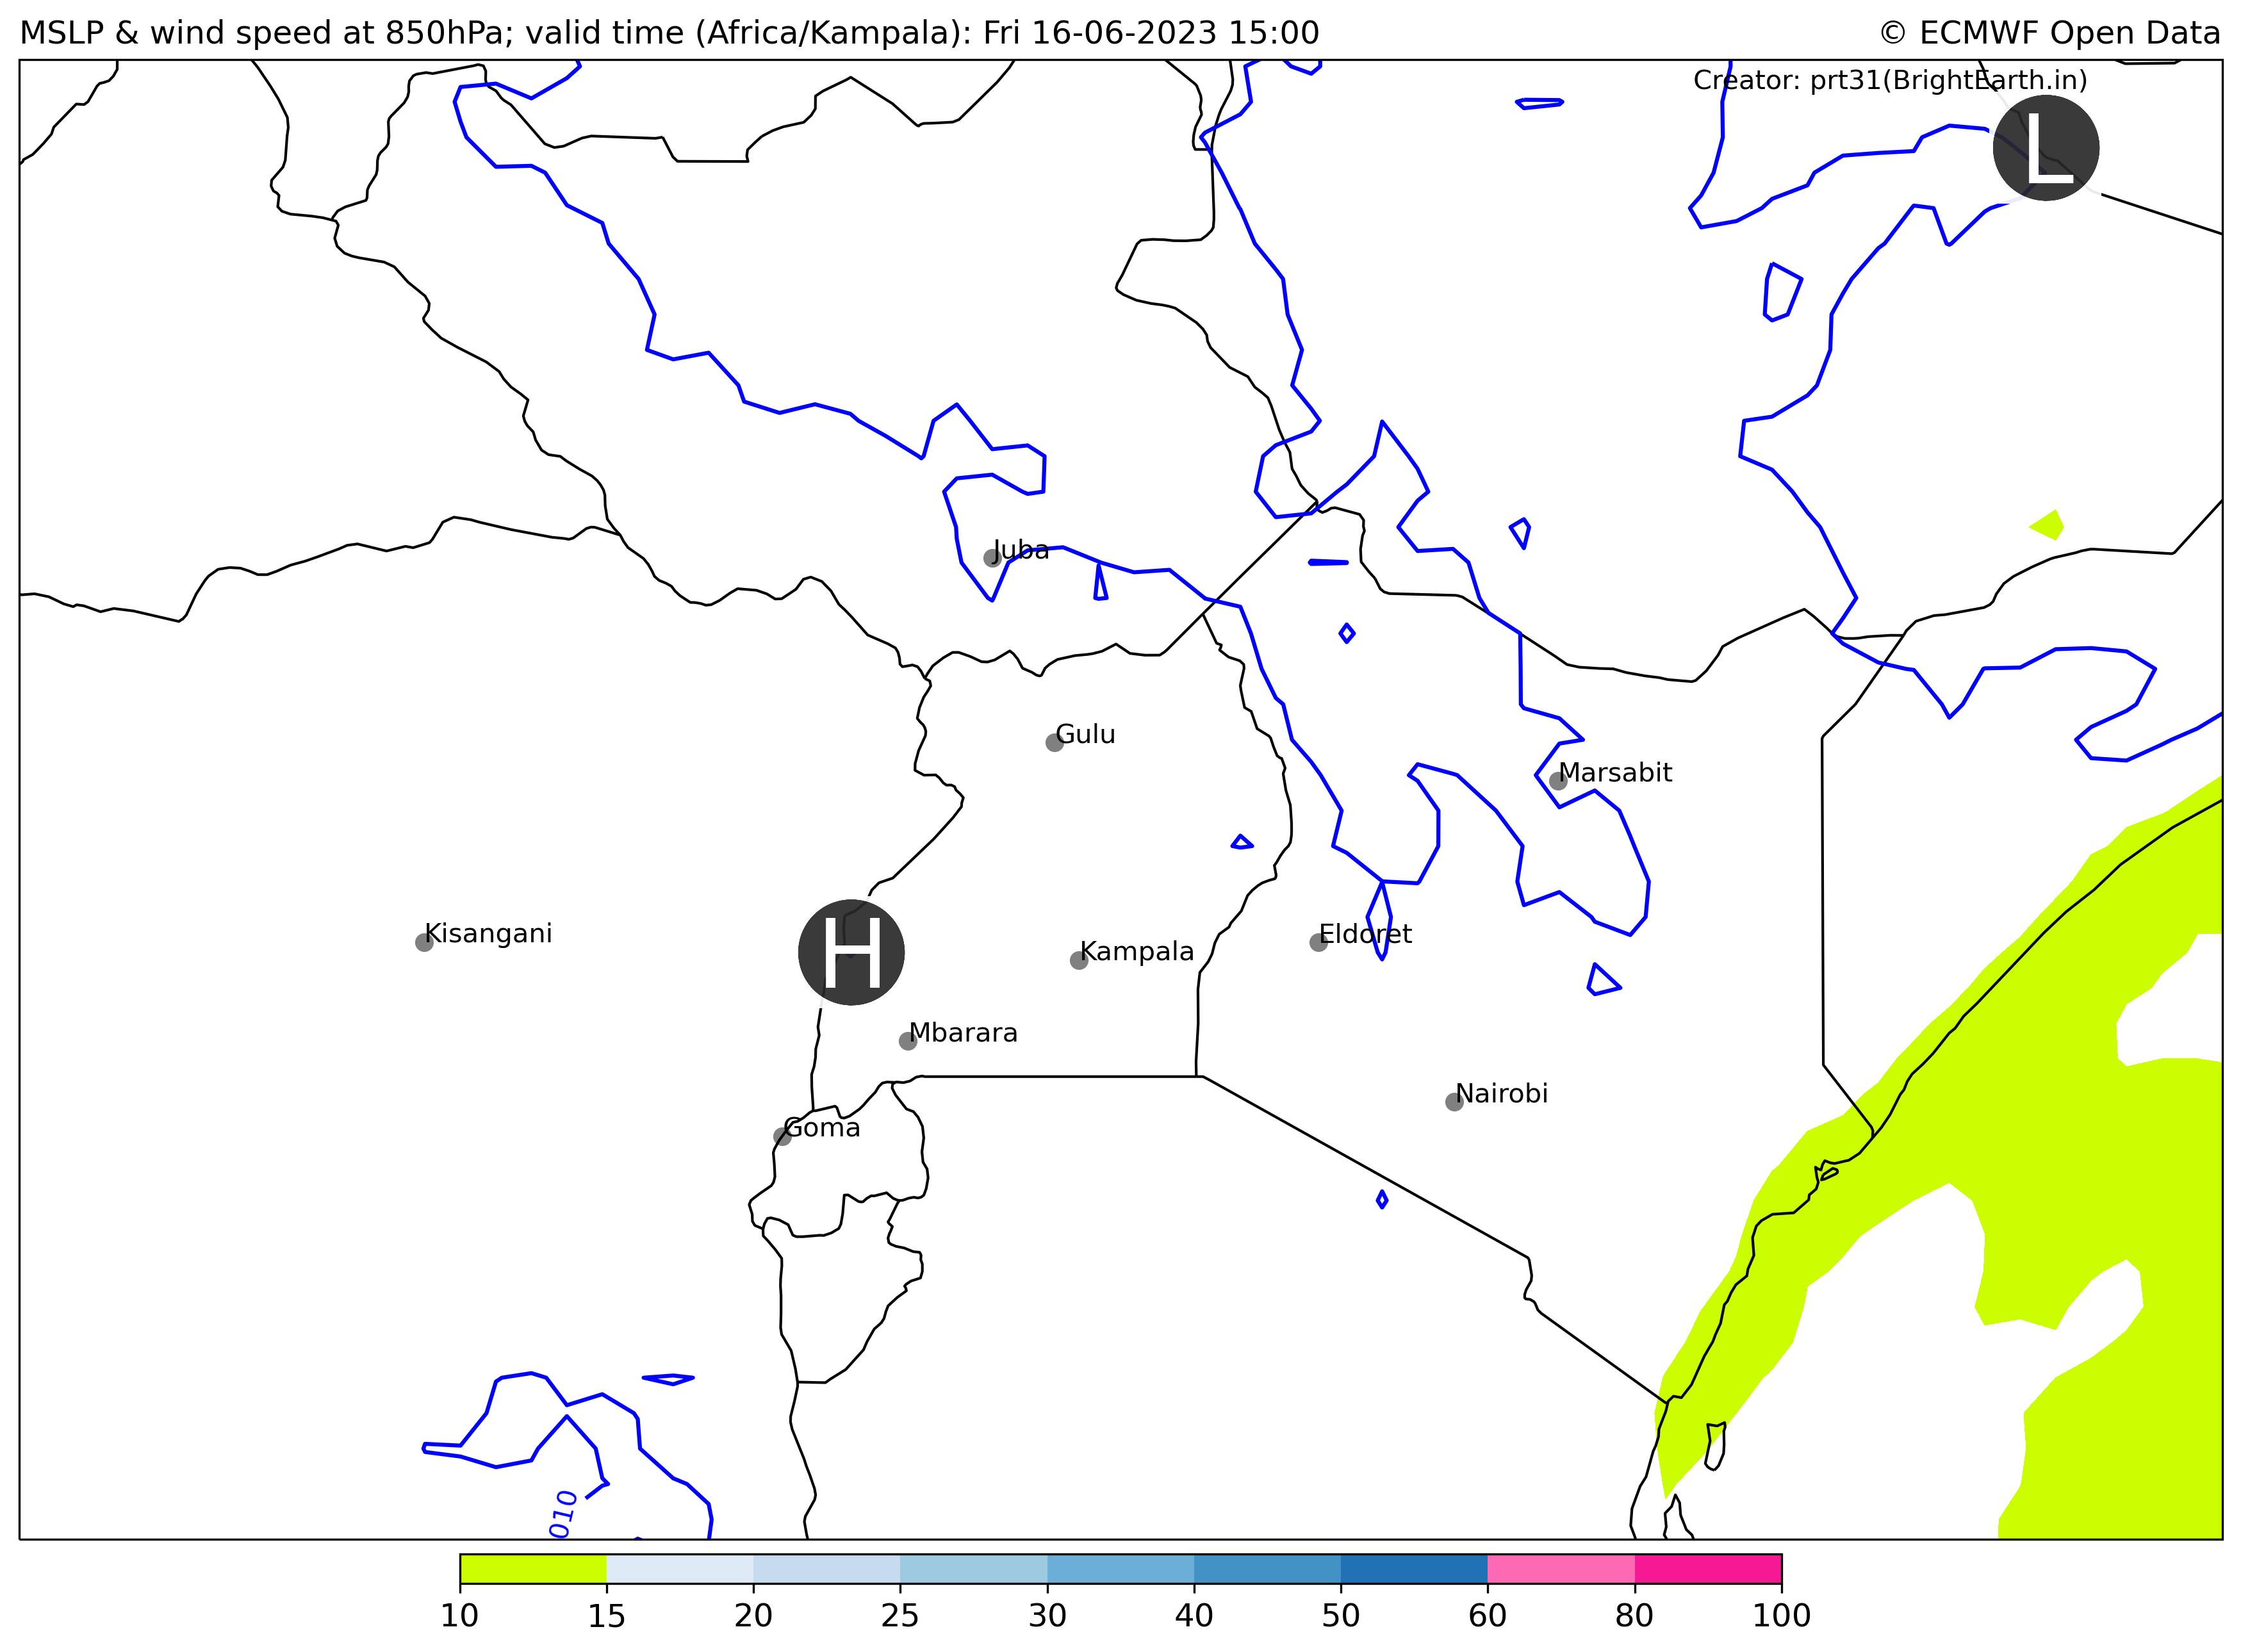 MSLP & wind speed at 850hPa; valid time (Africa/Kampala): Fri 16-06-2023 15:00
© ECMWF Open Data
Creator: prt31(BrightEarth.in)
L
Juba
Gulu
Marsabit
Kisangani
H
Kampala
Eldoret
Mbarara
Nairobi
Goma
010
10 15 20 25 30 40 50 60 80 100